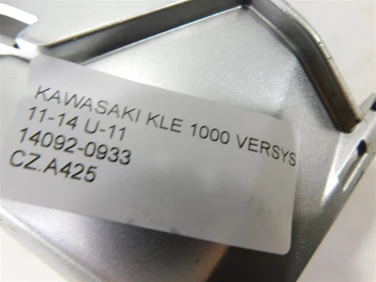 KAWASAKI KLE 1000 VERSYS
11-14 U-11
14092-0933
CZ.A425